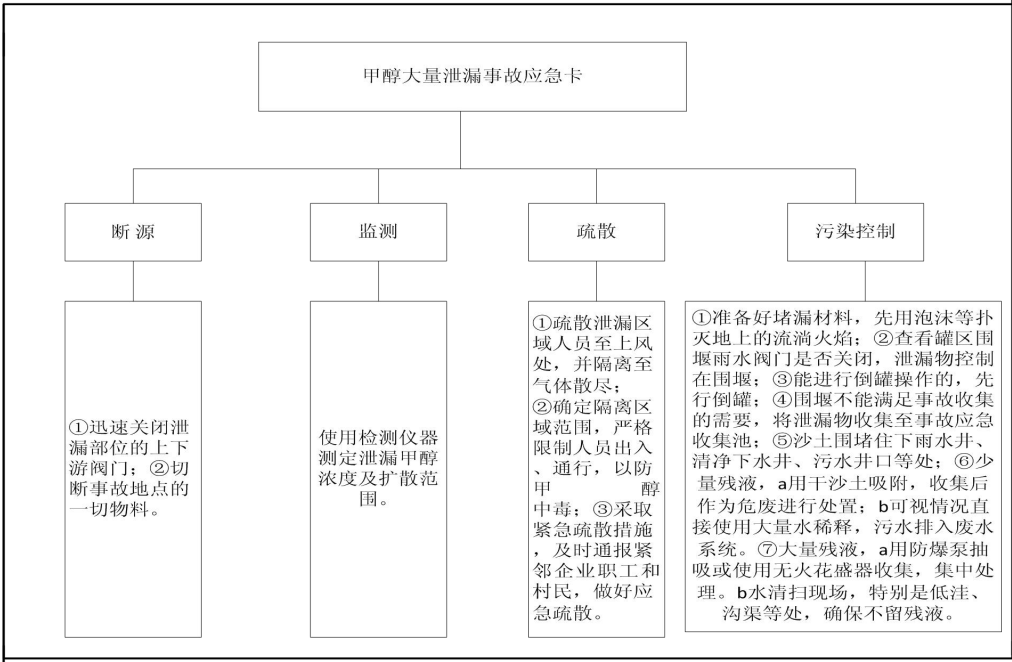 甲醇大量泄漏事故应急卡
断 源
监测
疏散
污染控制
①迅速关闭泄
漏部位的上下
游阀门；②切
断事故地点的
一切物料。
使用检测仪器
测定泄漏甲醇
浓度及扩散范
围。
①疏散泄漏区
域人员至上风
处，并隔离至
气体散尽；
②确定隔离区
域范围，严格
限制人员出入
、通行，以防
甲 醇
中毒；③采取
紧急疏散措施
，及时通报紧
邻企业职工和
村民，做好应
急疏散。
①准备好堵漏材料，先用泡沫等扑
灭地上的流淌火焰；②查看罐区围
堰雨水阀门是否关闭，泄漏物控制
在围堰；③能进行倒罐操作的，先
行倒罐；④围堰不能满足事故收集
的需要，将泄漏物收集至事故应急
收集池；⑤沙土围堵住下雨水井、
清净下水井、污水井口等处；⑥少
量残液，a用干沙土吸附，收集后
作为危废进行处置；b可视情况直
接使用大量水稀释，污水排入废水
系统。⑦大量残液，a用防爆泵抽
吸或使用无火花盛器收集，集中处
理。b水清扫现场，特别是低洼、
沟渠等处，确保不留残液。